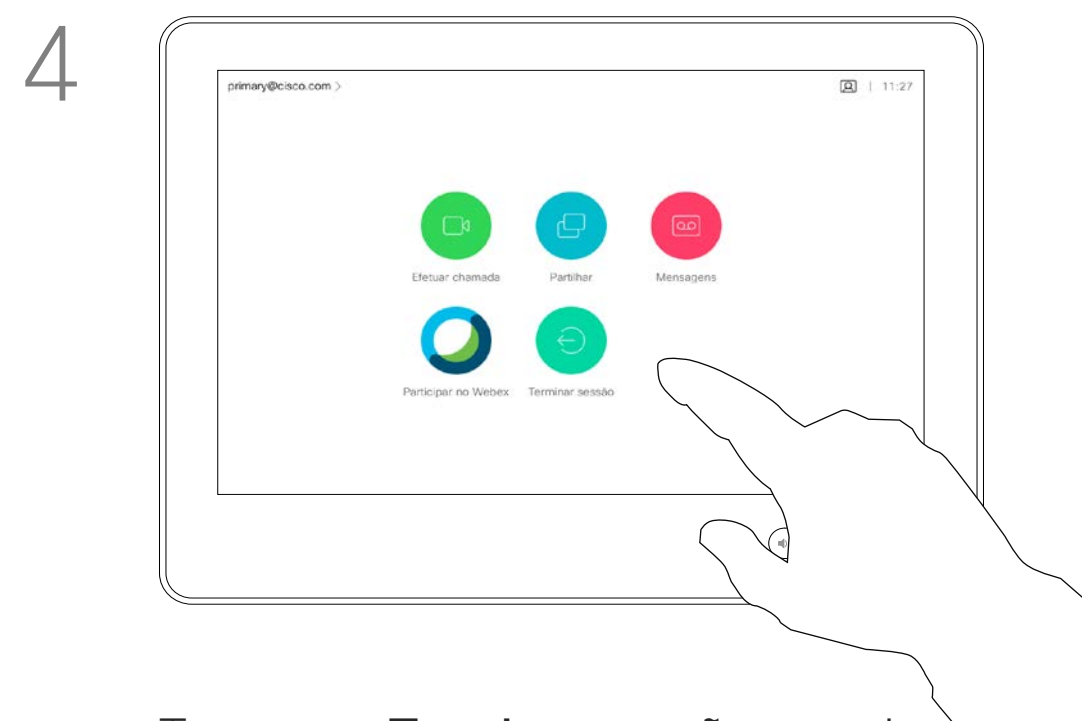 4
primary@cisco.com >
11:27
Efetuar chamada
Partilhar
Mensagens
Participar no Webex
Terminar sessão